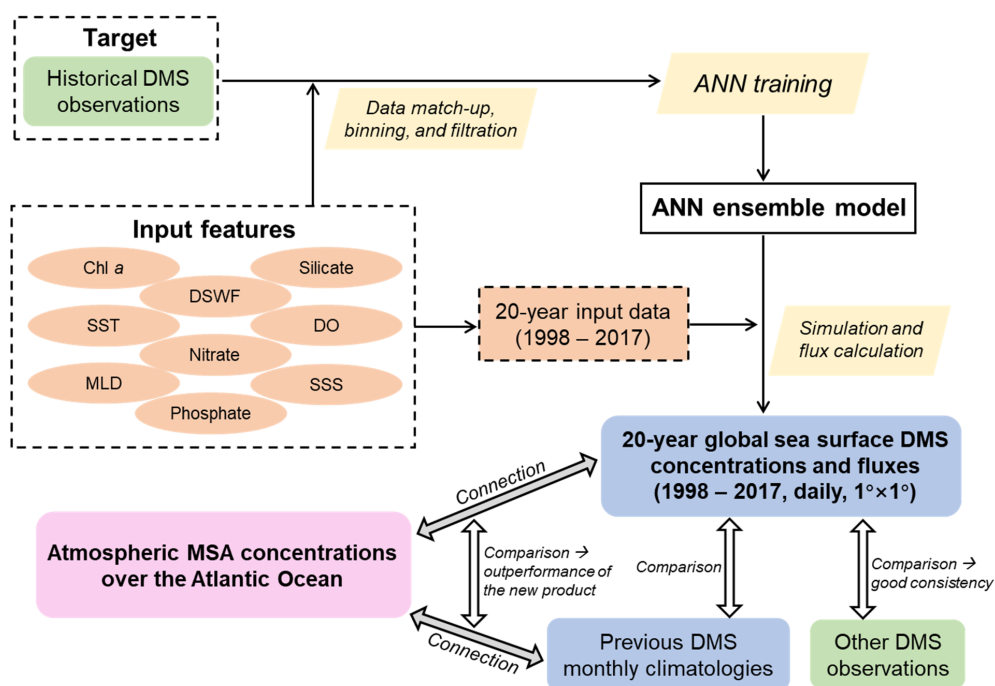 Target
Historical DMS
observations
Data match-up,
binning, and filtration
ANN training
ANN ensemble model
Input features
Chl a
Silicate
DSWF
SST
DO
Nitrate
MLD
SSS
Phosphate
20-year input data
(1998 – 2017)
Simulation and
flux calculation
20-year global sea surface DMS
concentrations and fluxes
(1998 – 2017, daily, 1°×1°)
Connection
Atmospheric MSA concentrations
over the Atlantic Ocean
Comparison →
outperformance of
the new product
Comparison
Comparison →
good consistency
Connection
Previous DMS
monthly climatologies
Other DMS
observations